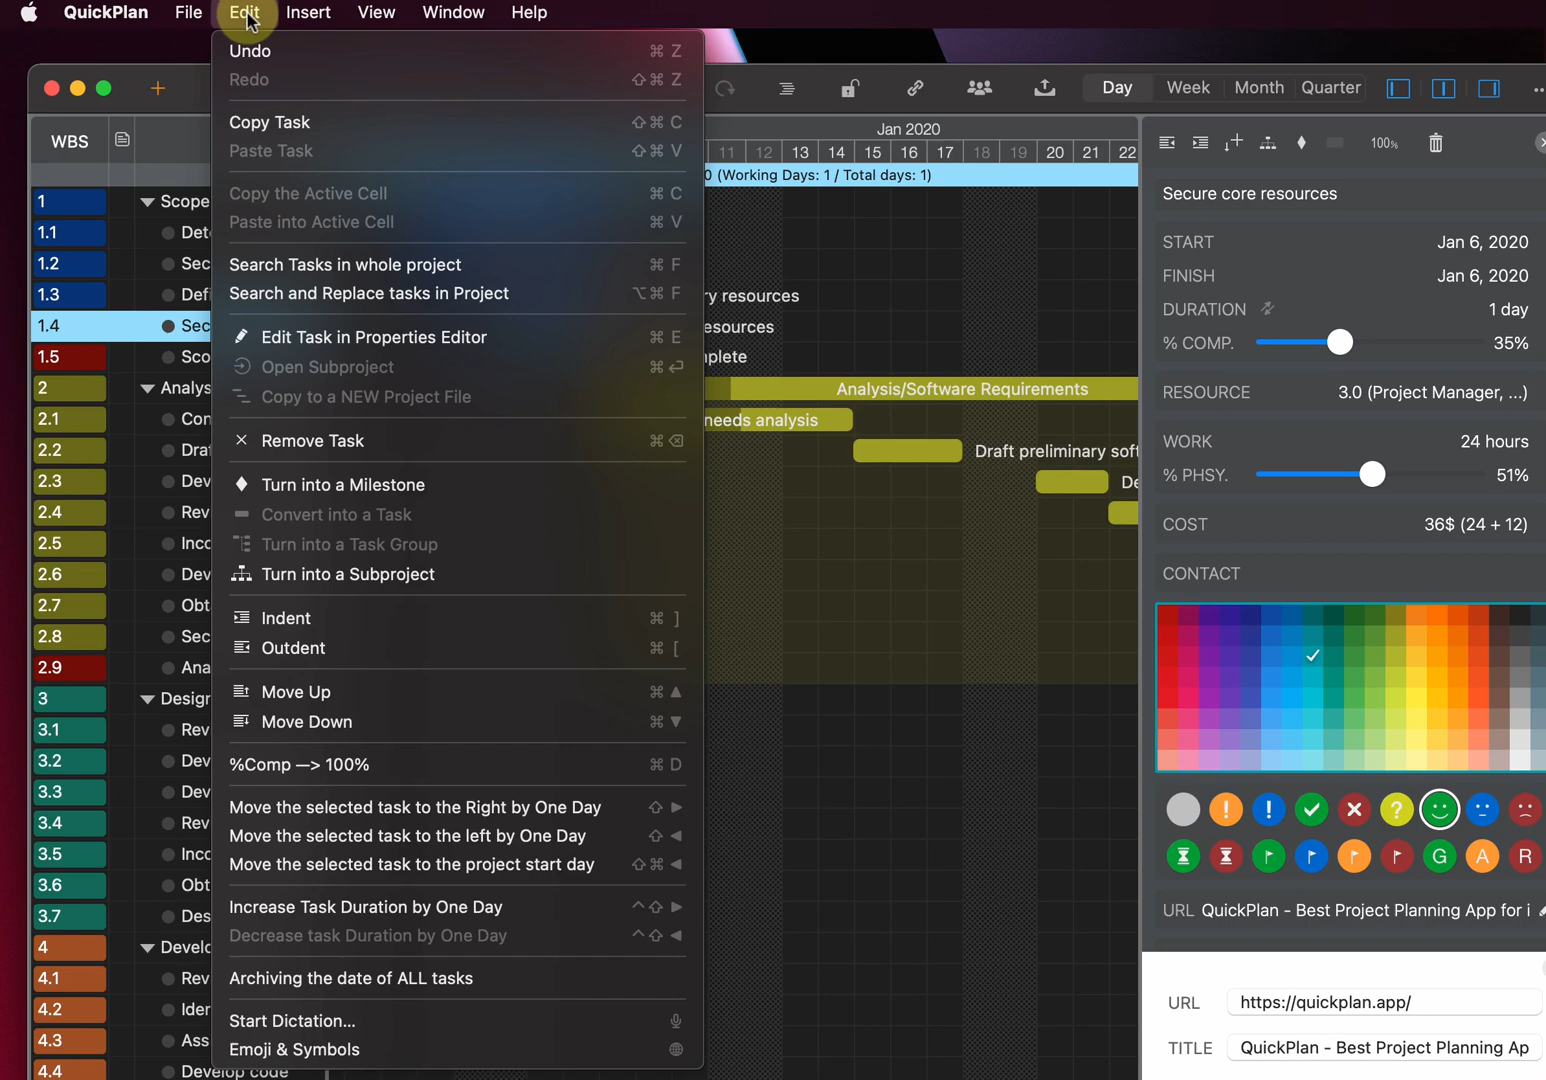 QuickPlan File Edit Insert View Window Help
Undo ⌘ Z
Redo ⇧⌘ Z
Copy Task ⇧⌘ C
Paste Task ⇧⌘ V
Copy the Active Cell ⌘ C
Paste into Active Cell ⌘ V
Search Tasks in whole project ⌘ F
Search and Replace tasks in Project ⌥⌘ F
Edit Task in Properties Editor ⌘ E
Open Subproject ⌘ ↩
Copy to a NEW Project File
Remove Task ⌘ ⌫
Turn into a Milestone
Convert into a Task
Turn into a Task Group
Turn into a Subproject
Indent ⌘ ]
Outdent ⌘ [
Move Up ⌘ ▲
Move Down ⌘ ▼
%Comp —> 100% ⌘ D
Move the selected task to the Right by One Day ⇧ ▶
Move the selected task to the left by One Day ⇧ ◀
Move the selected task to the project start day ⇧⌘ ◀
Increase Task Duration by One Day ^⇧ ▶
Decrease task Duration by One Day ^⇧ ◀
Archiving the date of ALL tasks
Start Dictation...
Emoji & Symbols
WBS
1 Scope
1.1 Det
1.2 Sec
1.3 Defi
1.4 Sec
1.5 Sco
2 Analys
2.1 Con
2.2 Draf
2.3 Dev
2.4 Rev
2.5 Inco
2.6 Dev
2.7 Obt
2.8 Sec
2.9 Ana
3 Design
3.1 Rev
3.2 Dev
3.3 Dev
3.4 Rev
3.5 Inco
3.6 Obt
3.7 Des
4 Develo
4.1 Rev
4.2 Iden
4.3 Ass
4.4 Develop code
Day Week Month Quarter
Jan 2020
11 12 13 14 15 16 17 18 19 20 21 22
0 (Working Days: 1 / Total days: 1)
ry resources
esources
nplete
Analysis/Software Requirements
needs analysis
Draft preliminary soft
De
100%
Secure core resources
START Jan 6, 2020
FINISH Jan 6, 2020
DURATION 1 day
% COMP. 35%
RESOURCE 3.0 (Project Manager, ...)
WORK 24 hours
% PHSY. 51%
COST 36$ (24 + 12)
CONTACT
! ! ?
G A R
URL QuickPlan - Best Project Planning App for i
URL https://quickplan.app/
TITLE QuickPlan - Best Project Planning Ap